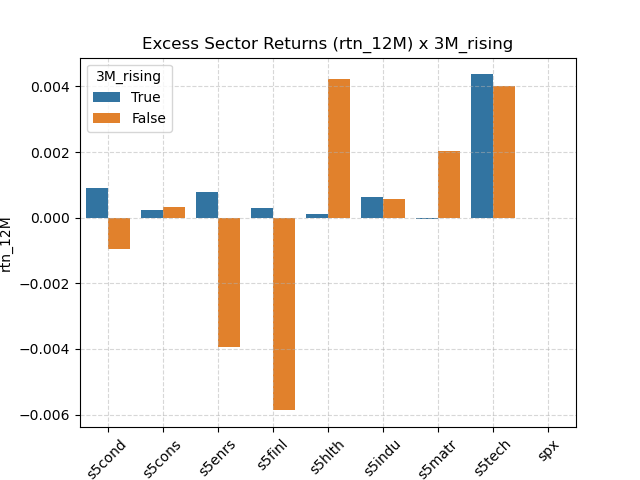 Excess Sector Returns (rtn_12M) x 3M_rising
3M_rising
True
False
0.004
0.002
0.000
−0.002
−0.004
−0.006
rtn_12M
s5cond
s5cons
s5enrs
s5finl
s5hlth
s5indu
s5matr
s5tech
spx